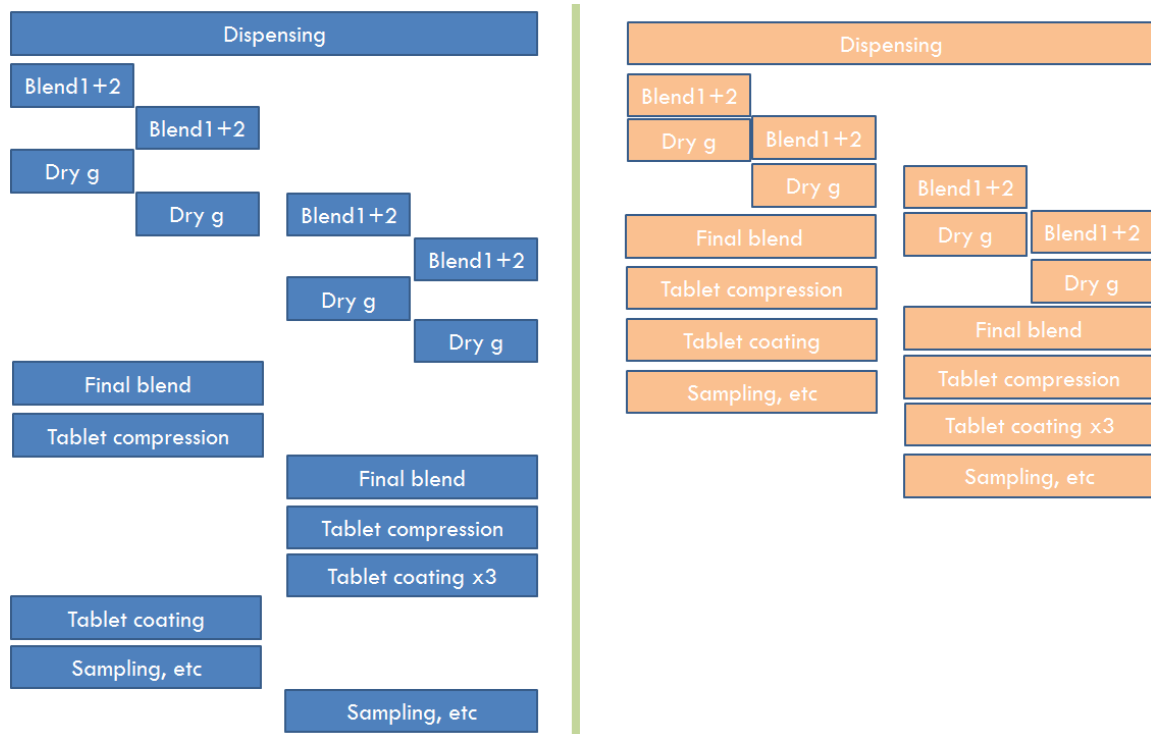 Dispensing
Blend1+2
Blend1+2
Dry g
Dry g
Blend1+2
Blend1+2
Dry g
Dry g
Final blend
Tablet compression
Final blend
Tablet compression
Tablet coating x3
Tablet coating
Sampling, etc
Sampling, etc
Dispensing
Blend1+2
Dry g
Blend1+2
Dry g
Final blend
Tablet compression
Tablet coating
Sampling, etc
Blend1+2
Dry g
Blend1+2
Dry g
Final blend
Tablet compression
Tablet coating x3
Sampling, etc